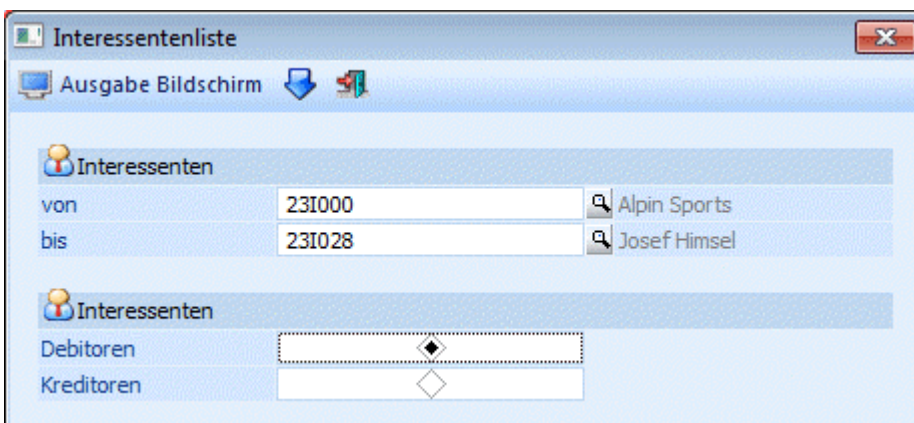 Interessentenliste
Ausgabe Bildschirm
Interessenten
von 23I000 Alpin Sports
bis 23I028 Josef Himsel
Interessenten
Debitoren
Kreditoren